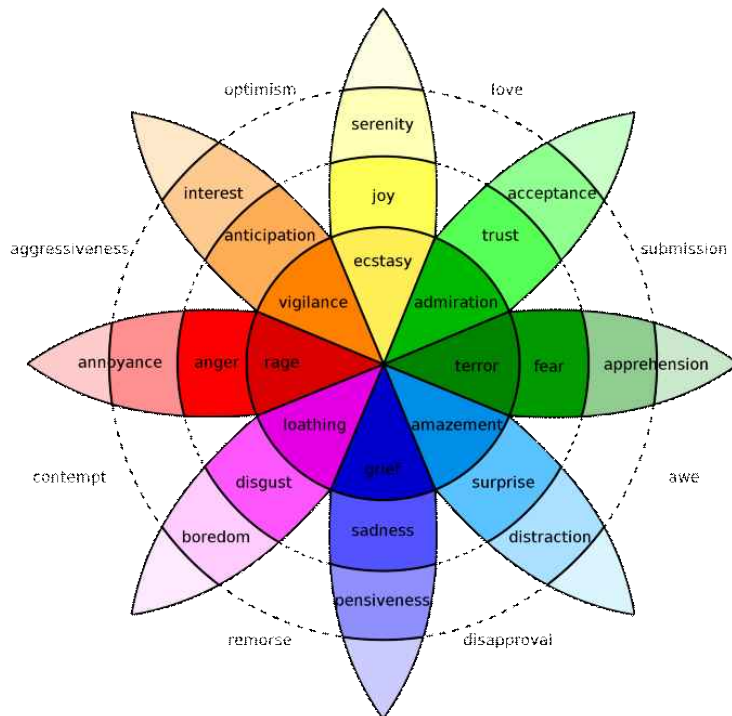 optimism
love
serenity
interest
acceptance
joy
anticipation
trust
aggressiveness
submission
ecstasy
vigilance
admiration
annoyance
anger
rage
terror
fear
apprehension
loathing
amazement
grief
contempt
disgust
surprise
awe
sadness
boredom
distraction
pensiveness
remorse
disapproval